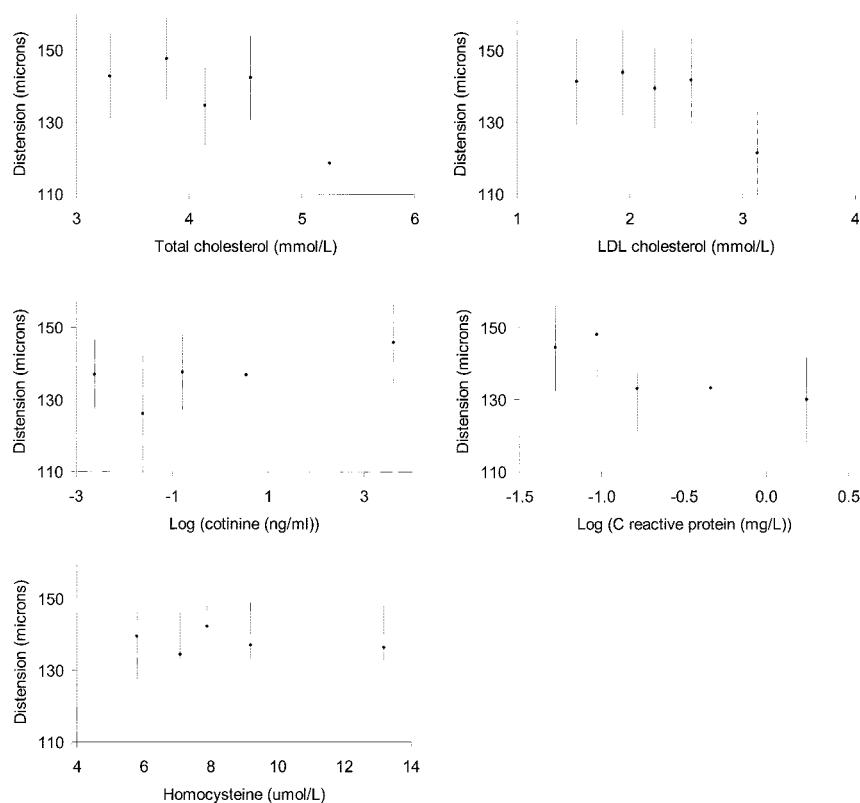 Distension (microns)
150
130
110
3 4 5 6
Total cholesterol (mmol/L)
Distension (microns)
150
130
110
1 2 3 4
LDL cholesterol (mmol/L)
Distension (microns)
150
130
110
-3 -1 1 3
Log (cotinine (ng/ml))
Distension (microns)
150
130
110
-1.5 -1.0 -0.5 0.0 0.5
Log (C reactive protein (mg/L))
Distension (microns)
150
130
110
4 6 8 10 12 14
Homocysteine (umol/L)